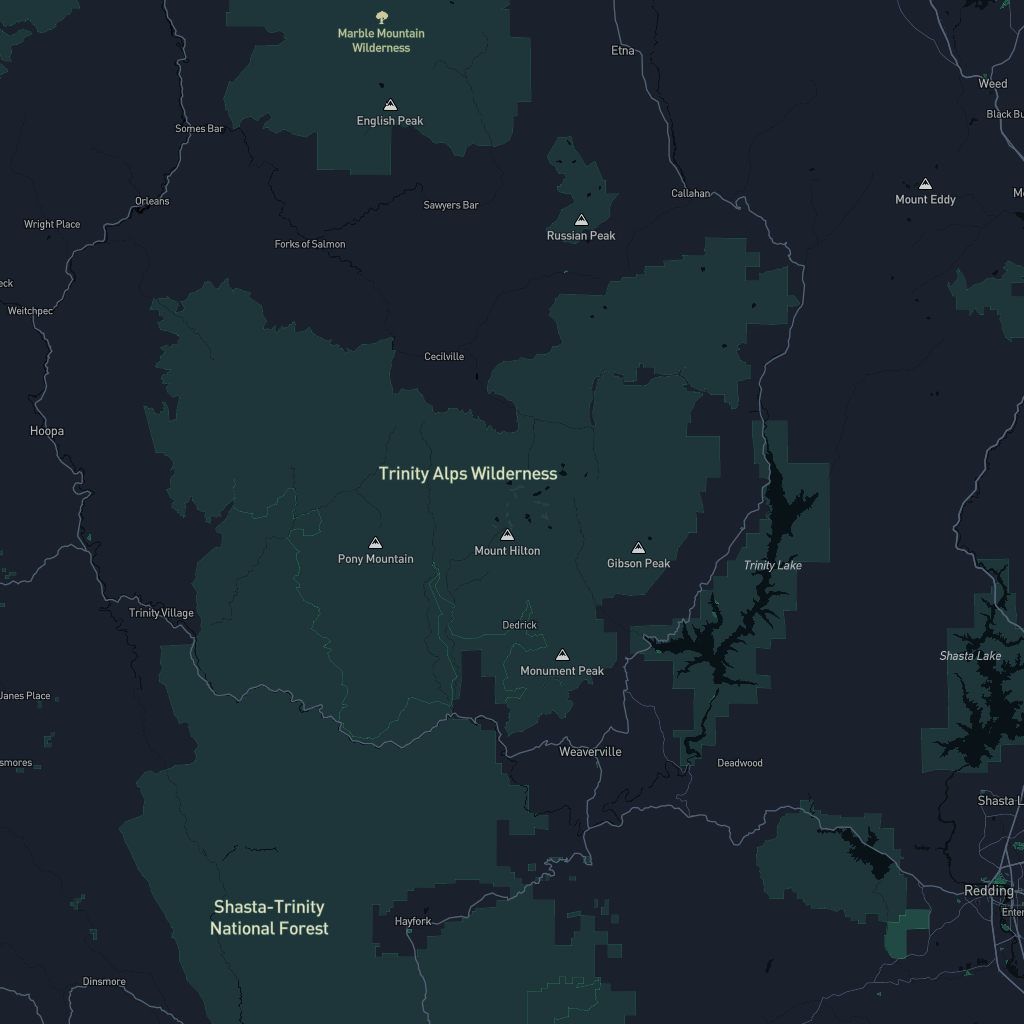 Marble Mountain
Wilderness
Etna
Weed
English Peak
Black Bu
Somes Bar
Mount Eddy
Callahan
Orleans
Sawyers Bar
Wright Place
Russian Peak
Forks of Salmon
eck
Weitchpec
Cecilville
Hoopa
Trinity Alps Wilderness
Pony Mountain
Mount Hilton
Gibson Peak
Trinity Lake
Trinity Village
Dedrick
Shasta Lake
Monument Peak
Janes Place
Weaverville
smores
Deadwood
Shasta L
Redding
Shasta-Trinity
National Forest
Hayfork
Enter
Dinsmore